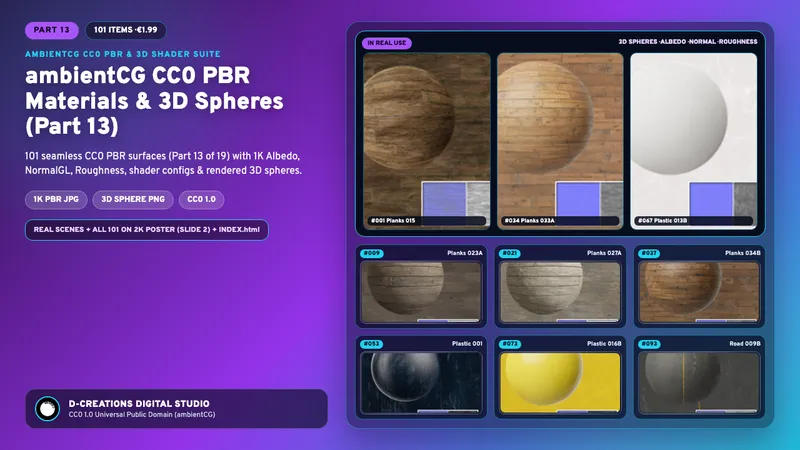 PART 13
101 ITEMS ·€1.99
AMBIENTCG CC0 PBR & 3D SHADER SUITE
ambientCG CC0 PBR
Materials & 3D Spheres
(Part 13)
101 seamless CC0 PBR surfaces (Part 13 of 19) with 1K Albedo,
NormalGL, Roughness, shader configs & rendered 3D spheres.
1K PBR JPG
3D SPHERE PNG
CC0 1.0
REAL SCENES + ALL 101 ON 2K POSTER (SLIDE 2) + INDEX.html
D-CREATIONS DIGITAL STUDIO
CC0 1.0 Universal Public Domain (ambientCG)
IN REAL USE
3D SPHERES ·ALBEDO ·NORMAL ·ROUGHNESS
#001 Planks 015
#034 Planks 033A
#067 Plastic 013B
#009
Planks 023A
#021
Planks 027A
#037
Planks 034B
#053
Plastic 001
#073
Plastic 016B
#093
Road 009B